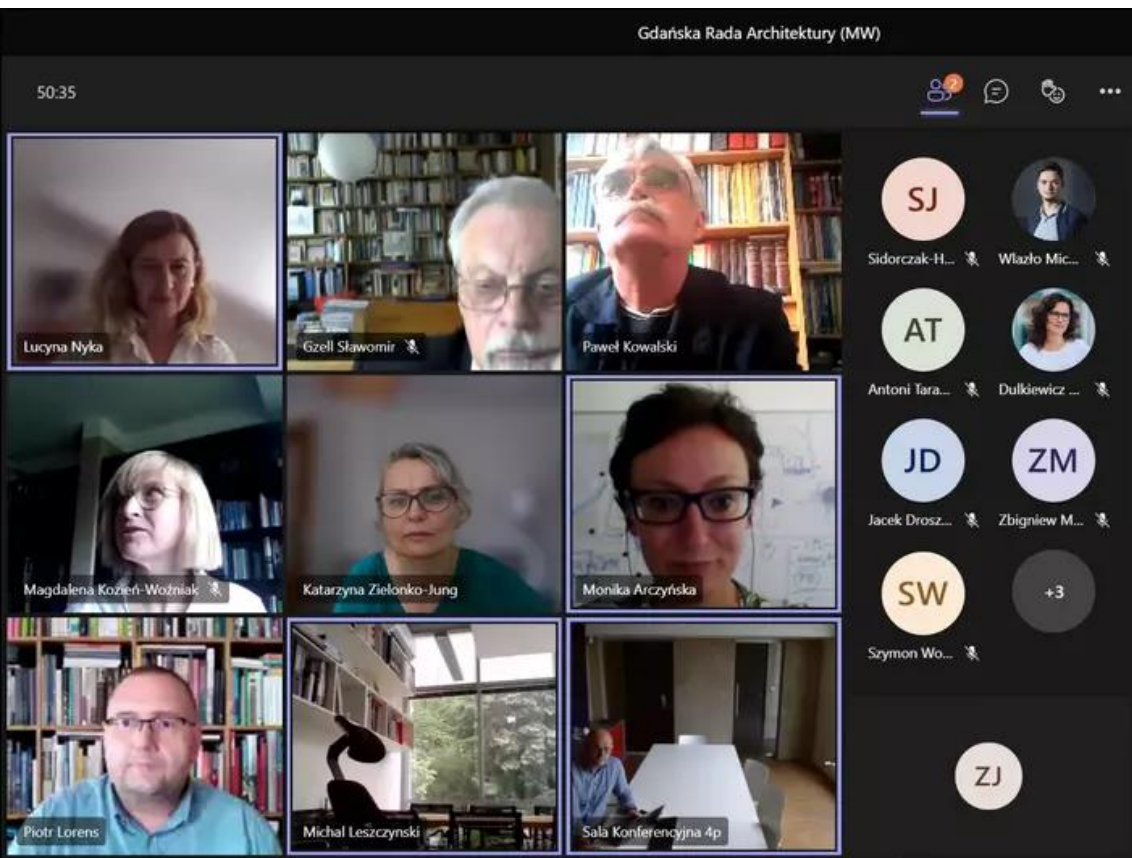 Gdańska Rada Architektury (MW)
50:35
2
Lucyna Nyka
Gzell Sławomir
Paweł Kowalski
SJ
Sidorczak-H...
Wlazło Mic...
AT
Antoni Tara...
Dulkiewicz ...
Magdalena Kozień-Woźniak
Katarzyna Zielonko-Jung
Monika Arczyńska
JD
Jacek Drosz...
ZM
Zbigniew M...
SW
+3
Szymon Wo...
Piotr Lorens
Michal Leszczynski
Sala Konferencyjna 4p
ZJ